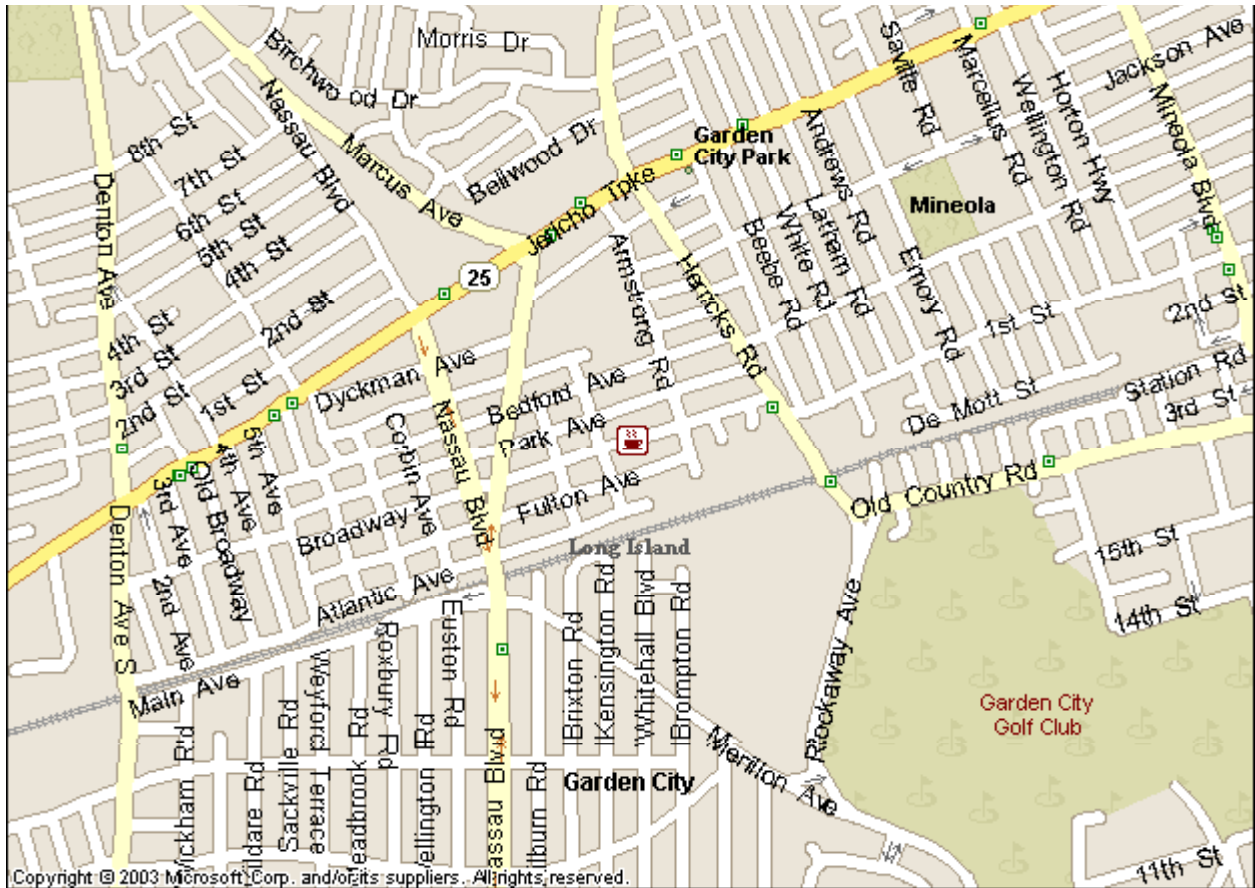 Morris Dr
Birchwood Dr
Saville Rd
Marcellus Rd
Wellington Rd
Horton Hwy
Jackson Ave
Mineola Blvd
Nassau Blvd
Marcus Ave
Bellwood Dr
Garden
City Park
Andrews Rd
8th St
7th St
6th St
5th St
4th St
2nd St
Denton Ave
Jericho Tpke
Mineola
Latham Rd
White Rd
Beebe Rd
Emory Rd
25
Armstrong Rd
Herricks Rd
1st St
2nd St
4th St
3rd St
2nd St
1st St
Dyckman Ave
Bedford Ave
Park Ave
Station Rd
De Mott St
3rd St
5th Ave
4th Ave
Old Broadway
3rd Ave
2nd Ave
Corbin Ave
Nassau Blvd
Broadway
Fulton Ave
Old Country Rd
Long Island
15th St
14th St
Denton Ave S
Atlantic Ave
Main Ave
Euston Rd
Roxbury Rd
Brixton Rd
Kensington Rd
Whitehall Blvd
Brompton Rd
Rockaway Ave
Garden City
Golf Club
Wickham Rd
ildare Rd
Sackville Rd
Weyford Terrace
Meadbrook Rd
Wellington Rd
Nassau Blvd
ilburn Rd
Garden City
Merillon Ave
11th St
Copyright © 2003 Microsoft Corp. and/or its suppliers. All rights reserved.